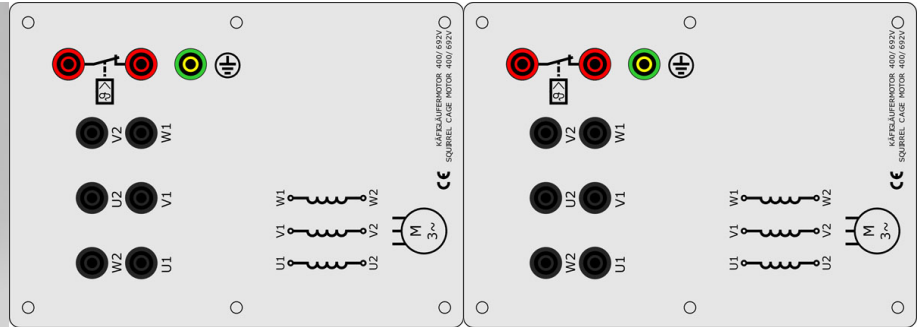 KÄFIGLÄUFERMOTOR 400/692V
SQUIRREL CAGE MOTOR 400/692V
CE
ϑ>
V2 W1
U2 V1
W2 U1
W1 W2
V1 V2
U1 U2
M
3~
KÄFIGLÄUFERMOTOR 400/692V
SQUIRREL CAGE MOTOR 400/692V
CE
ϑ>
V2 W1
U2 V1
W2 U1
W1 W2
V1 V2
U1 U2
M
3~